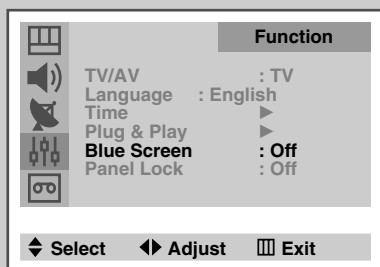 Function
TV/AV : TV
Language : English
Time ▶
Plug & Play ▶
Blue Screen : Off
Panel Lock : Off
Select Adjust Exit